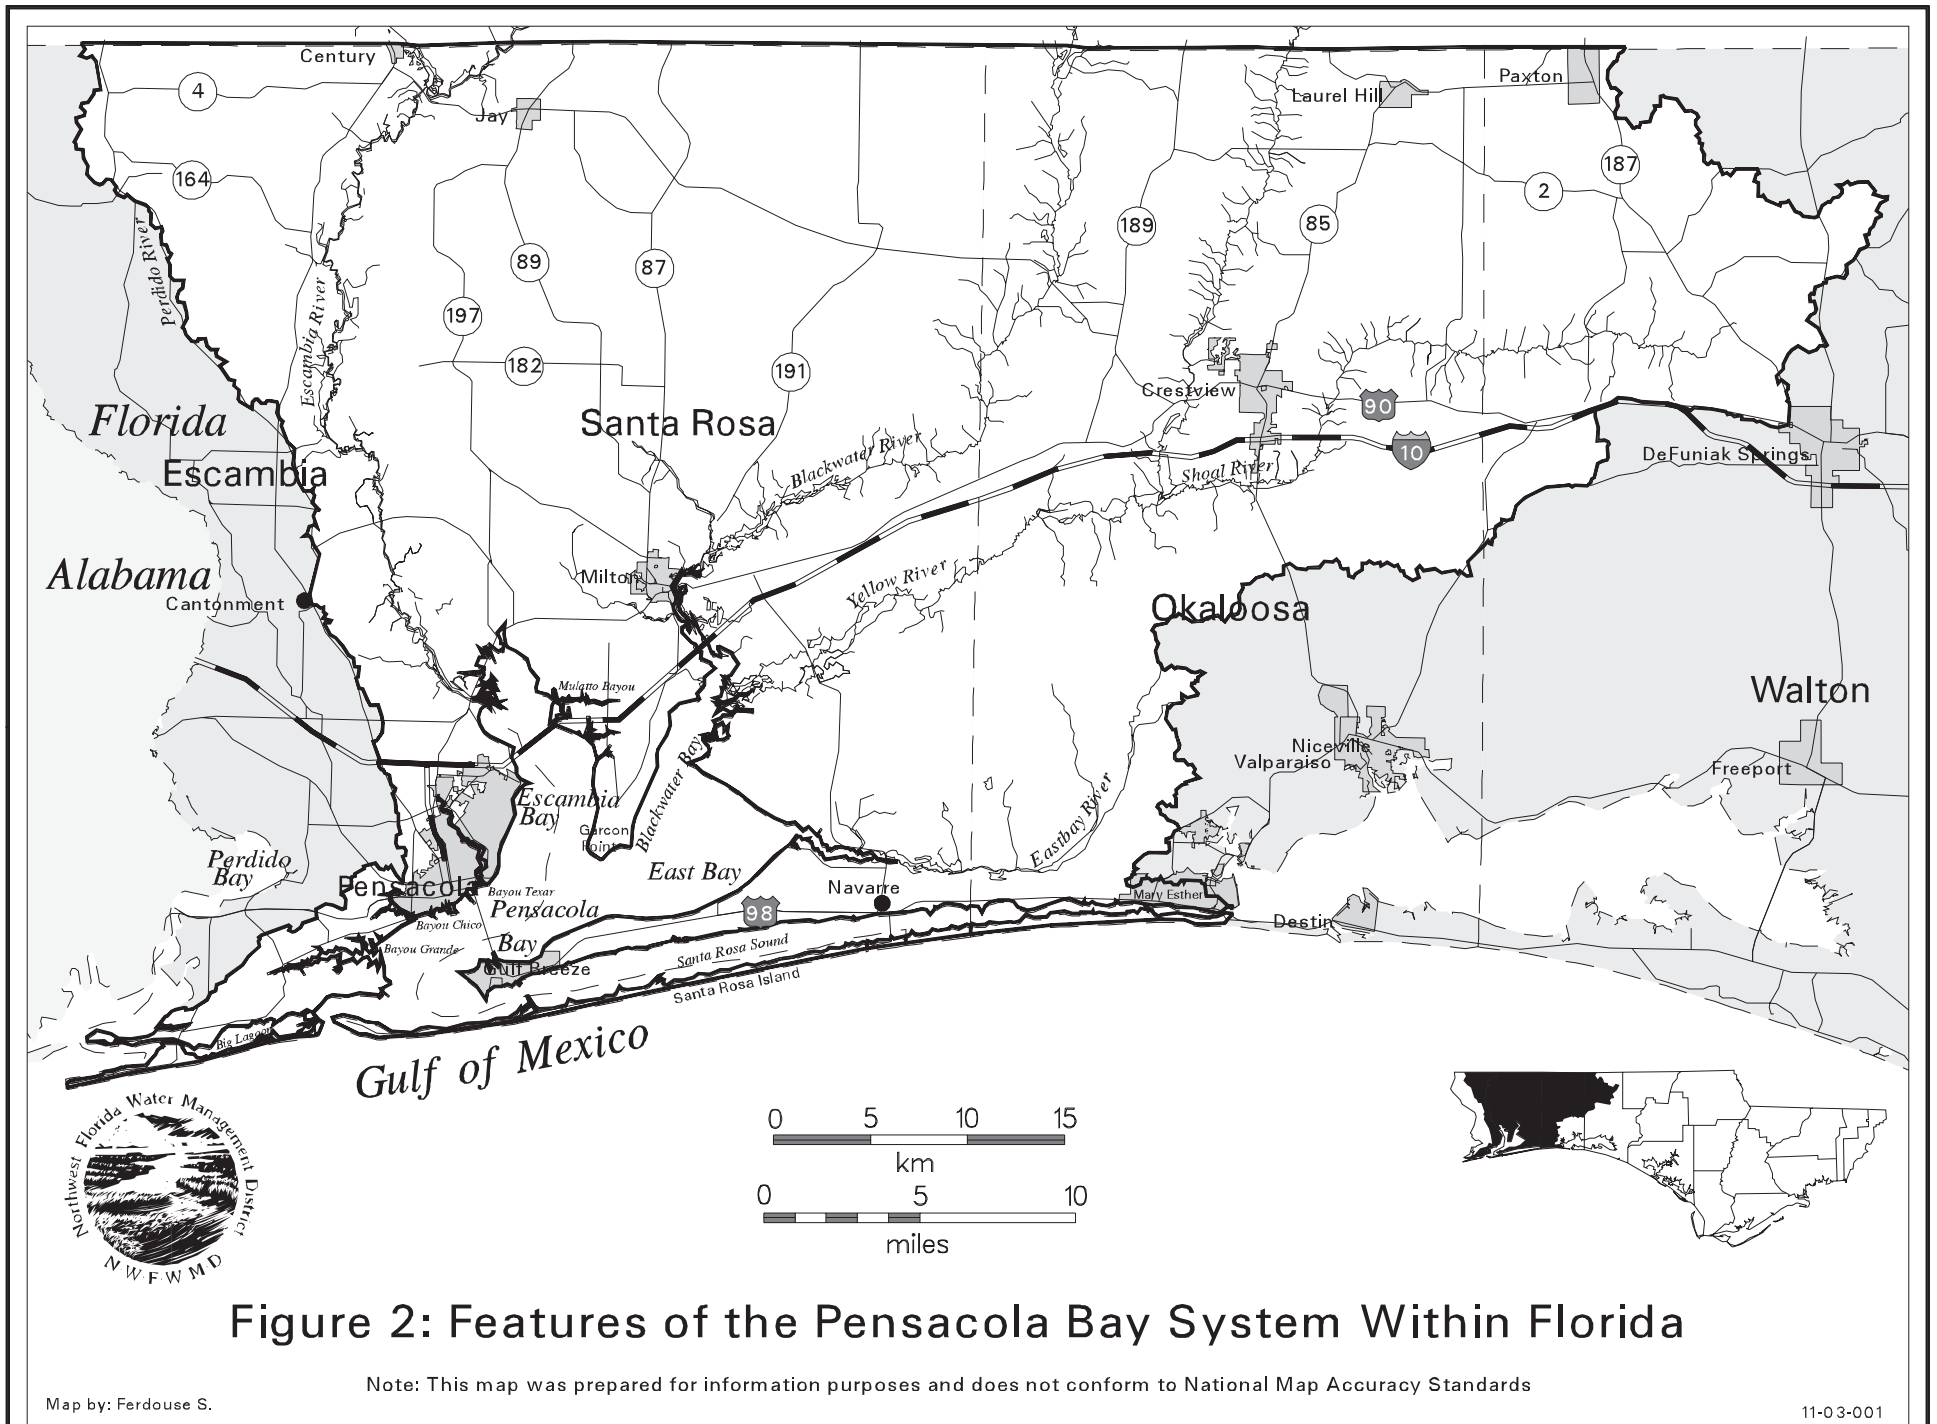 Century
Paxton
4
Laurel Hill
Jay
187
164
2
85
189
Perdido River
89
87
Escambia River
197
182
191
Crestview
90
Florida
Santa Rosa
10
Blackwater River
DeFuniak Springs
Escambia
Shoal River
Alabama
Milton
Yellow River
Cantonment
Okaloosa
Mulatto Bayou
Walton
Niceville
Valparaiso
Freeport
Blackwater Bay
Escambia
Bay
Garcon
Point
Eastbay River
Perdido
Bay
East Bay
Pensacola
Navarre
Bayou Texar
Mary Esther
Pensacola
98
Bayou Chico
Destin
Bayou Grande
Bay
Santa Rosa Sound
Gulf Breeze
Santa Rosa Island
Big Lagoon
Gulf of Mexico
Northwest Florida Water Management District
N·W·F·W·M·D
0 5 10 15
km
0 5 10
miles
Figure 2: Features of the Pensacola Bay System Within Florida
Note: This map was prepared for information purposes and does not conform to National Map Accuracy Standards
Map by: Ferdouse S.
11-03-001